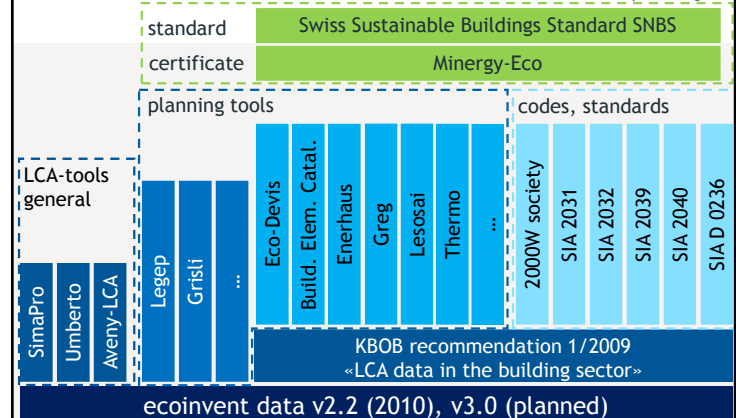 standard
Swiss Sustainable Buildings Standard SNBS
certificate
Minergy-Eco
planning tools
codes, standards
LCA-tools
general
SimaPro
Umberto
Aveny-LCA
Legep
Grisli
...
Eco-Devis
Build. Elem. Catal.
Enerhaus
Greg
Lesosai
Thermo
...
2000W society
SIA 2031
SIA 2032
SIA 2039
SIA 2040
SIA D 0236
KBOB recommendation 1/2009
«LCA data in the building sector»
ecoinvent data v2.2 (2010), v3.0 (planned)